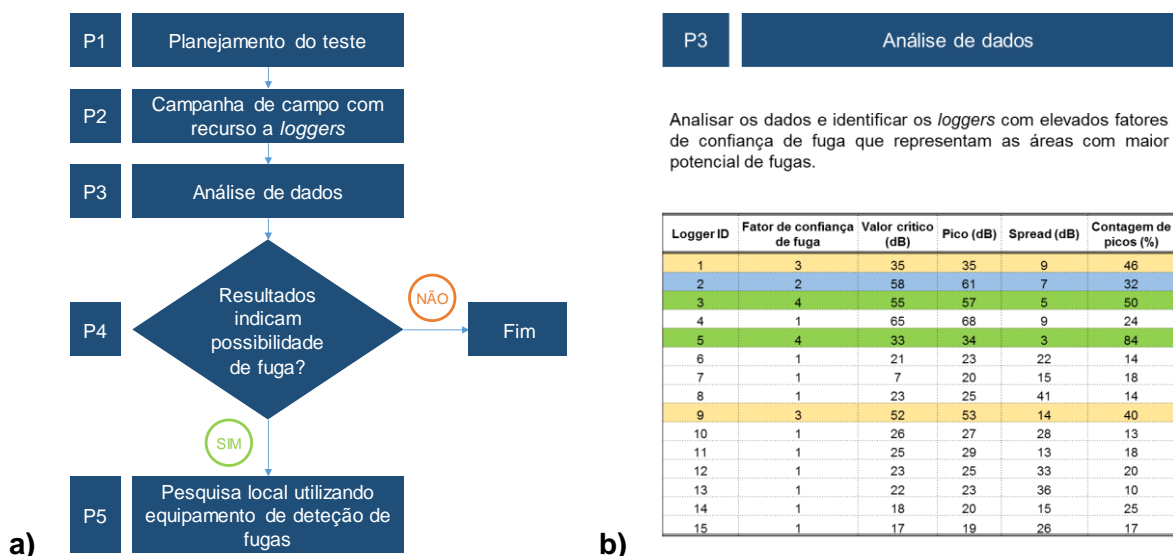 P1
Planejamento do teste
P2
Campanha de campo com
recurso a loggers
P3
Análise de dados
P4
Resultados
indicam
possibilidade
de fuga?
NÃO
Fim
SIM
P5
Pesquisa local utilizando
equipamento de deteção de
fugas
a)
P3
Análise de dados
Analisar os dados e identificar os loggers com elevados fatores
de confiança de fuga que representam as áreas com maior
potencial de fugas.
Logger ID Fator de confiança de fuga Valor critico (dB) Pico (dB) Spread (dB) Contagem de picos (%)
1 3 35 35 9 46
2 2 58 61 7 32
3 4 55 57 5 50
4 1 65 68 9 24
5 4 33 34 3 84
6 1 21 23 22 14
7 1 7 20 15 18
8 1 23 25 41 14
9 3 52 53 14 40
10 1 26 27 28 13
11 1 25 29 13 18
12 1 23 25 33 20
13 1 22 23 36 10
14 1 18 20 15 25
15 1 17 19 26 17
b)